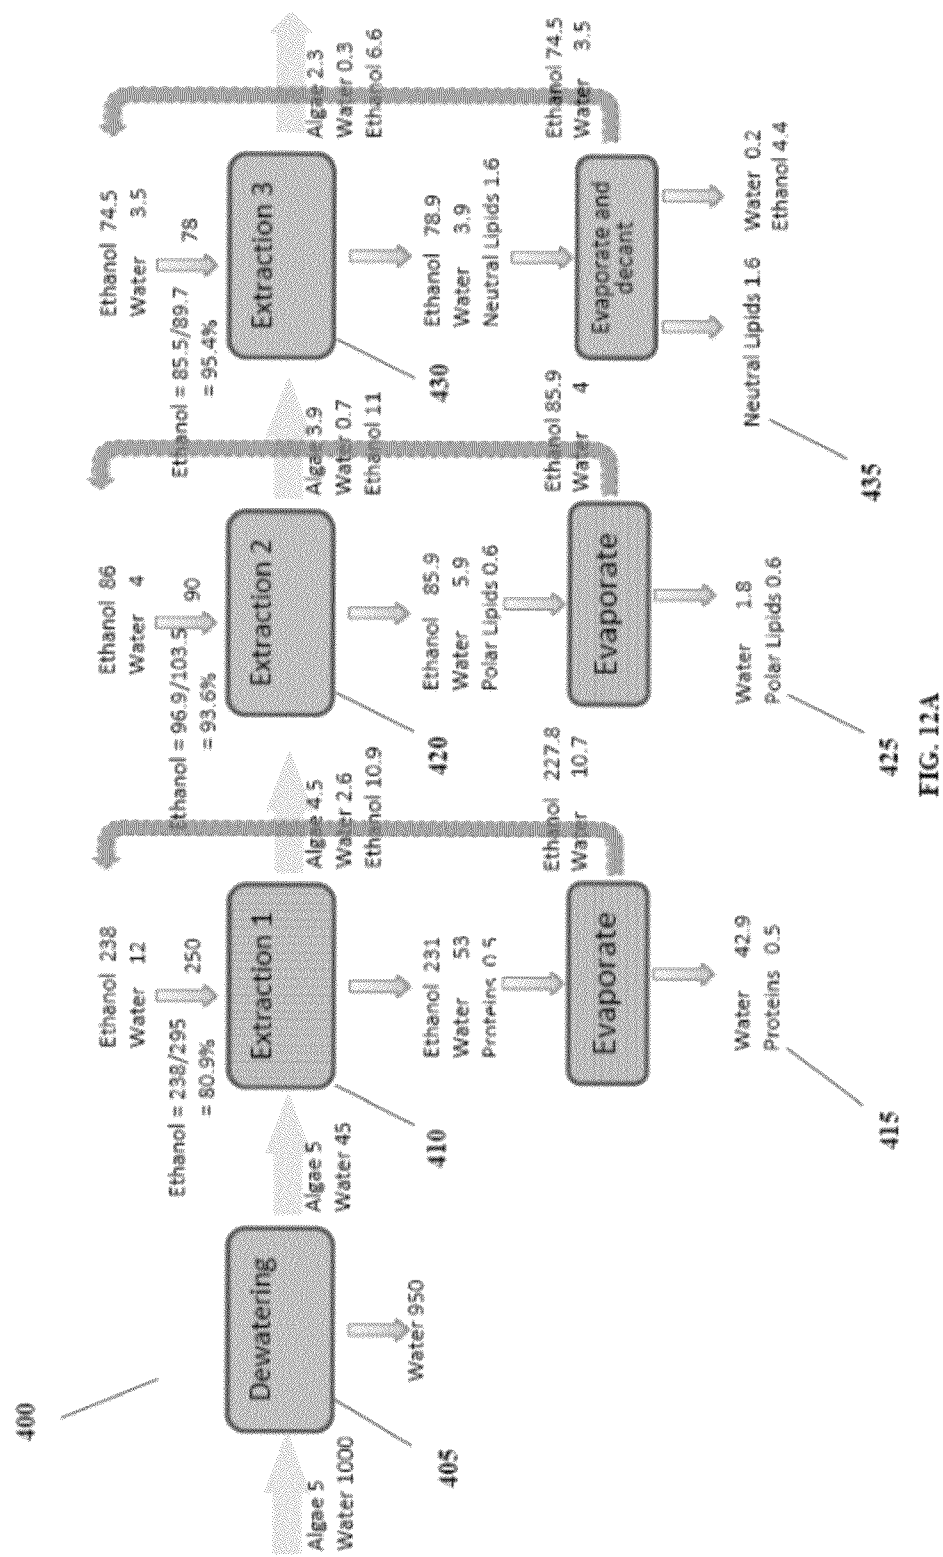 400
Algae 5
Water 1000
Dewatering
405
Water 950
Algae 5
Water 45
Ethanol 238
Water 12
250
Ethanol = 238/295
= 80.9%
Extraction 1
410
Ethanol 231
Water 53
Proteins 0.5
Evaporate
Ethanol 227.8
Water 10.7
Water 42.9
Proteins 0.5
415
Algae 4.5
Water 2.6
Ethanol 10.9
Ethanol 86
Water 4
90
Ethanol = 96.9/103.5
= 93.6%
Extraction 2
420
Ethanol 85.9
Water 5.9
Polar Lipids 0.6
Evaporate
Ethanol 85.9
Water 4
Water 1.8
Polar Lipids 0.6
425
Algae 3.9
Water 0.7
Ethanol 11
Ethanol 74.5
Water 3.5
78
Ethanol = 85.5/89.7
= 95.4%
Extraction 3
430
Ethanol 78.9
Water 3.9
Neutral Lipids 1.6
Evaporate and
decant
Ethanol 74.5
Water 3.5
Neutral Lipids 1.6
435
Water 0.2
Ethanol 4.4
Algae 2.3
Water 0.3
Ethanol 6.6
FIG. 12A